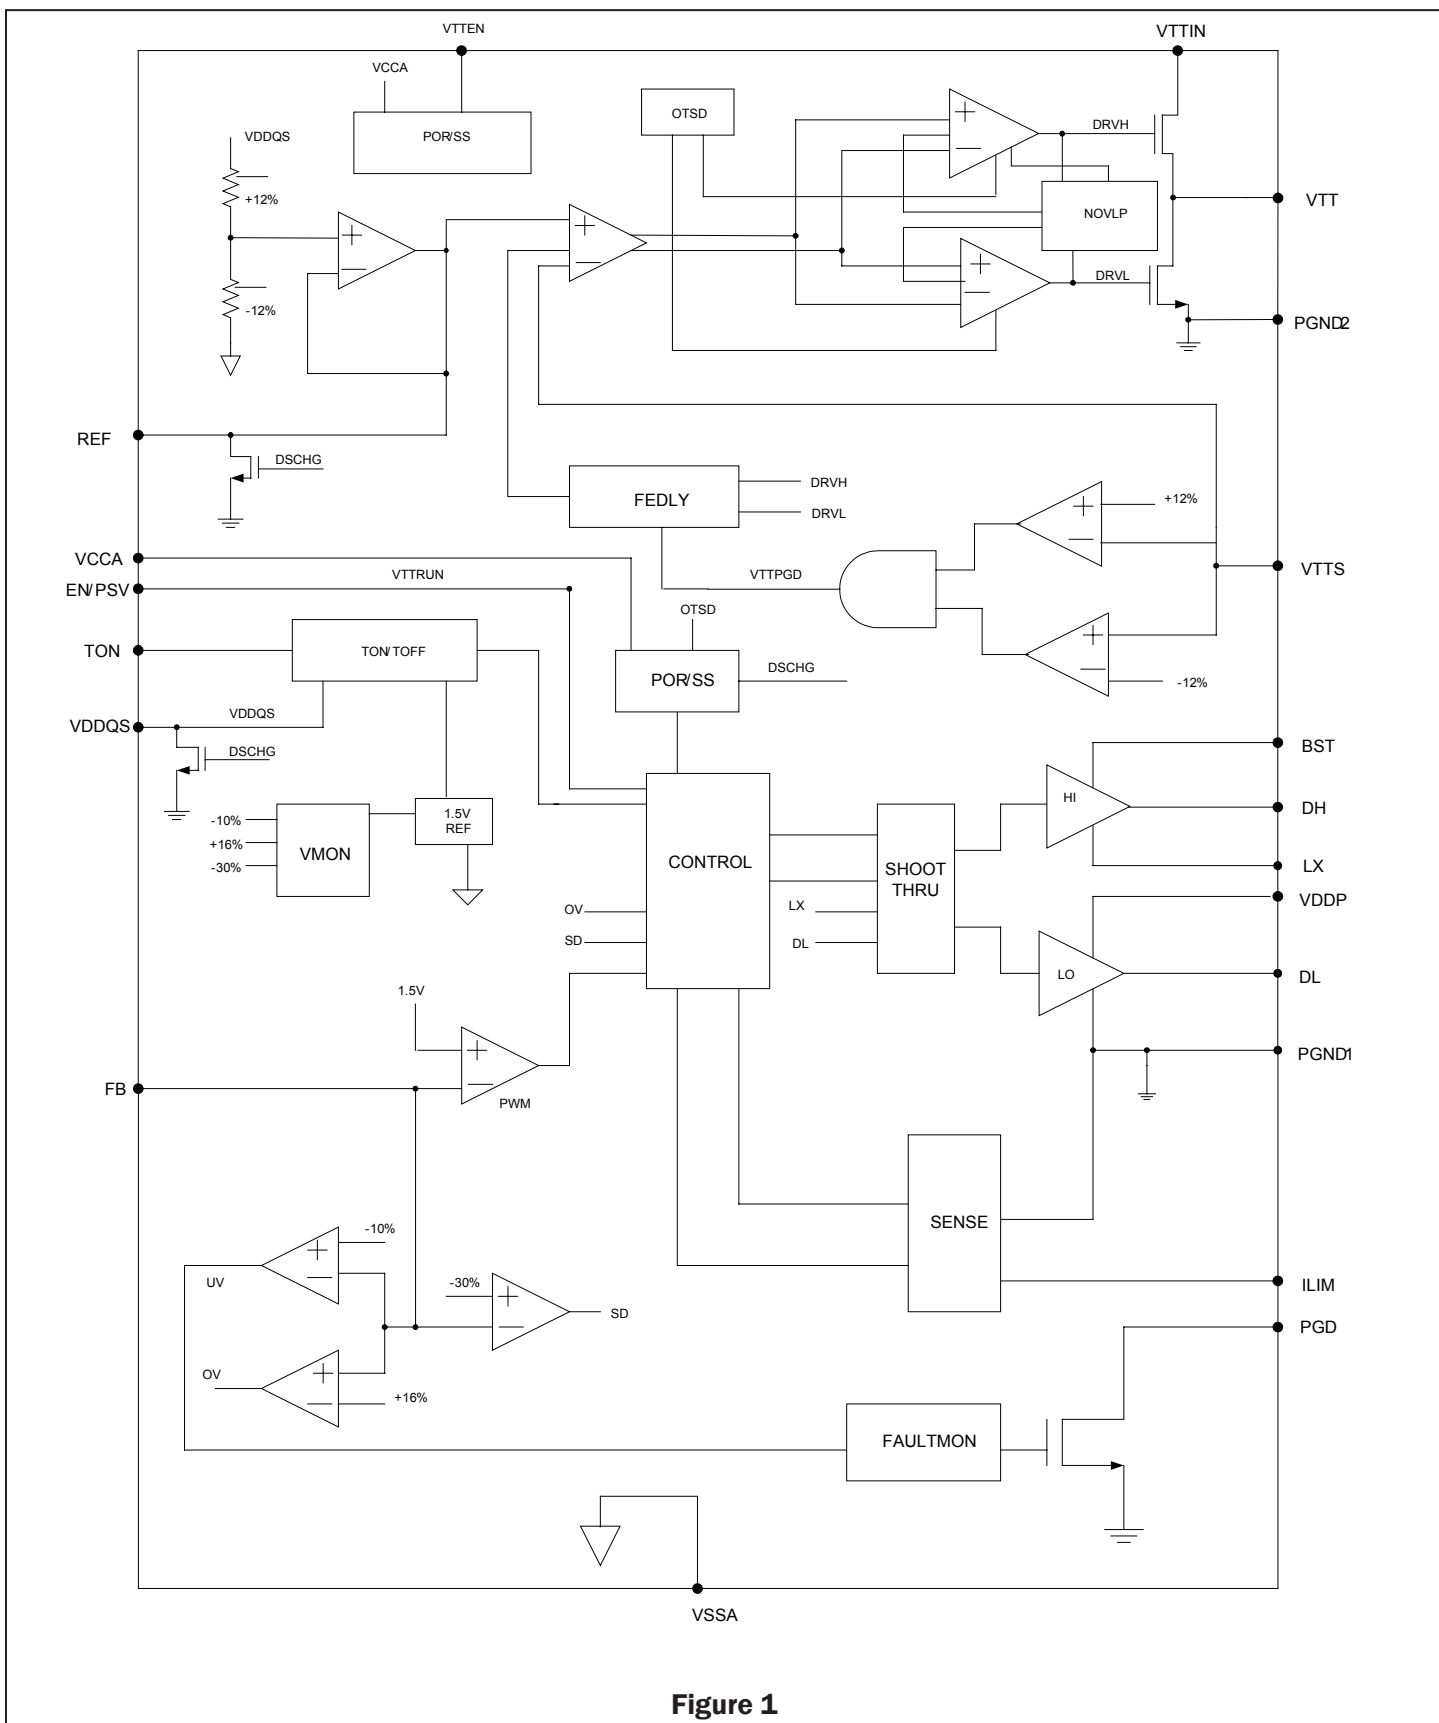 VTTEN
VTTIN
VCCA
POR/SS
OTSD
VDDQS
+12%
-12%
DRVH
NOVLP
VTT
DRVL
PGND2
REF
DSCHG
FEDLY
DRVH
DRVL
+12%
VCCA
EN/PSV
VTTRUN
VTTPGD
VTTS
OTSD
TON
TON/TOFF
POR/SS
DSCHG
-12%
VDDQS
VDDQS
DSCHG
BST
HI
DH
-10%
+16%
-30%
VMON
1.5V
REF
CONTROL
SHOOT
THRU
LX
VDDP
OV
SD
LX
DL
LO
DL
1.5V
PWM
PGND1
FB
SENSE
-10%
UV
-30%
SD
ILIM
PGD
OV
+16%
FAULTMON
VSSA
Figure 1